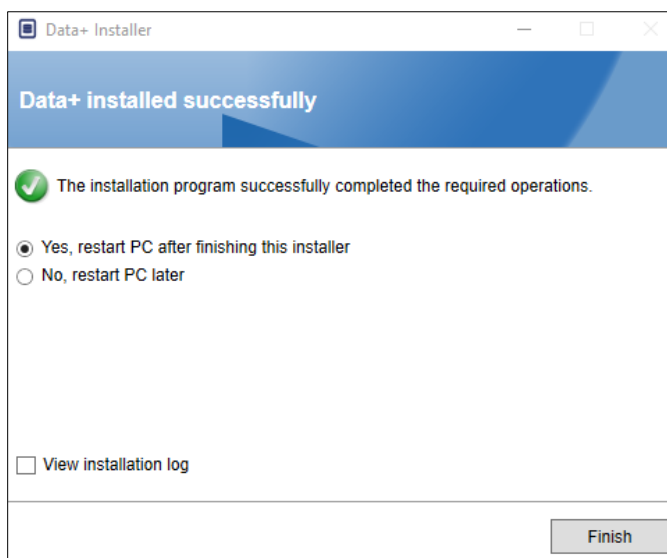 Data+ Installer
Data+ installed successfully
The installation program successfully completed the required operations.
Yes, restart PC after finishing this installer
No, restart PC later
View installation log
Finish